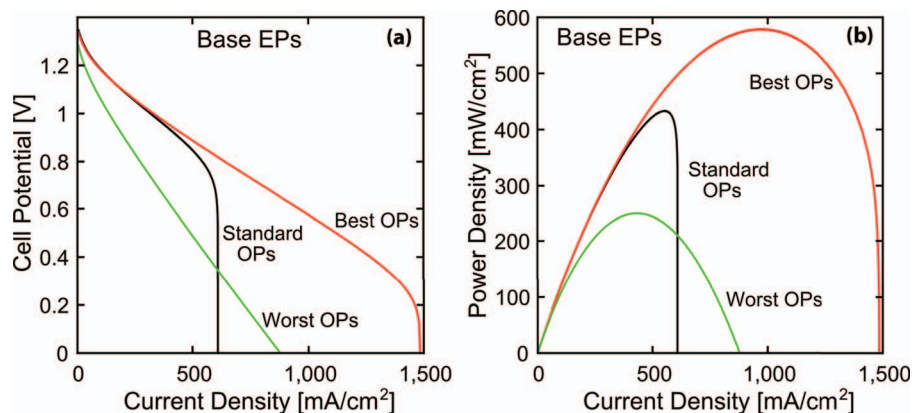 Base EPs
(a)
Cell Potential [V]
1.2
1
0.8
0.6
0.4
0.2
0
Standard
OPs
Best OPs
Worst OPs
0
500
1,000
1,500
Current Density [mA/cm²]
Base EPs
(b)
Power Density [mW/cm²]
600
500
400
300
200
100
0
Best OPs
Standard
OPs
Worst OPs
0
500
1,000
1,500
Current Density [mA/cm²]